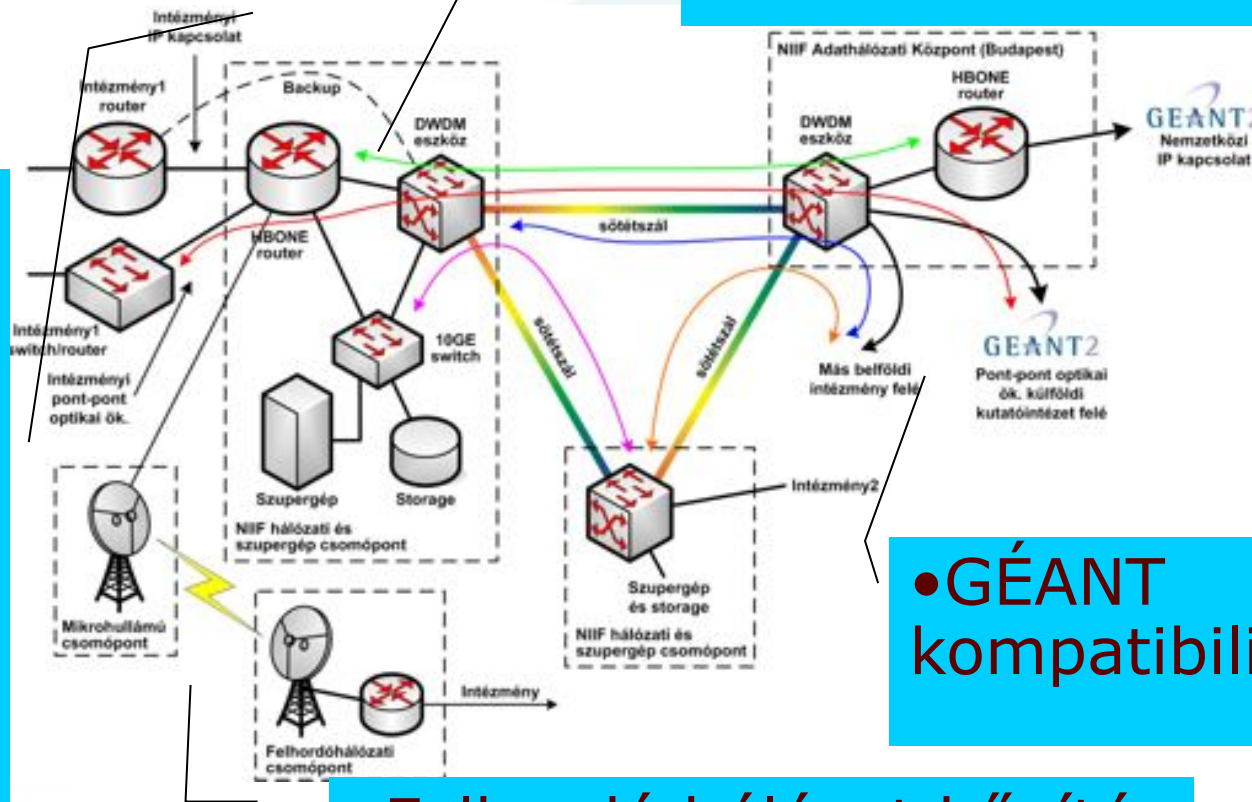 Intézményi
IP kapcsolat
Intézmény1
router
Backup
DWDM
eszköz
HBONE
router
NIIF Adathálózati Központ (Budapest)
HBONE
router
DWDM
eszköz
GEANT2
Nemzetközi
IP kapcsolat
sötétszál
Intézmény1
switch/router
Intézményi
pont-pont
optikai ök.
10GE
switch
sötétszál
sötétszál
Más belföldi
intézmény felé
GEANT2
Pont-pont optikai
ök. külföldi
kutatóintézet felé
Szupergép
Storage
NIIF hálózati és
szupergép csomópont
Intézmény2
Szupergép
és storage
NIIF hálózati és
szupergép csomópont
Mikrohullámú
csomópont
Intézmény
Felhordóhálózati
csomópont
•GÉANT
kompatibili